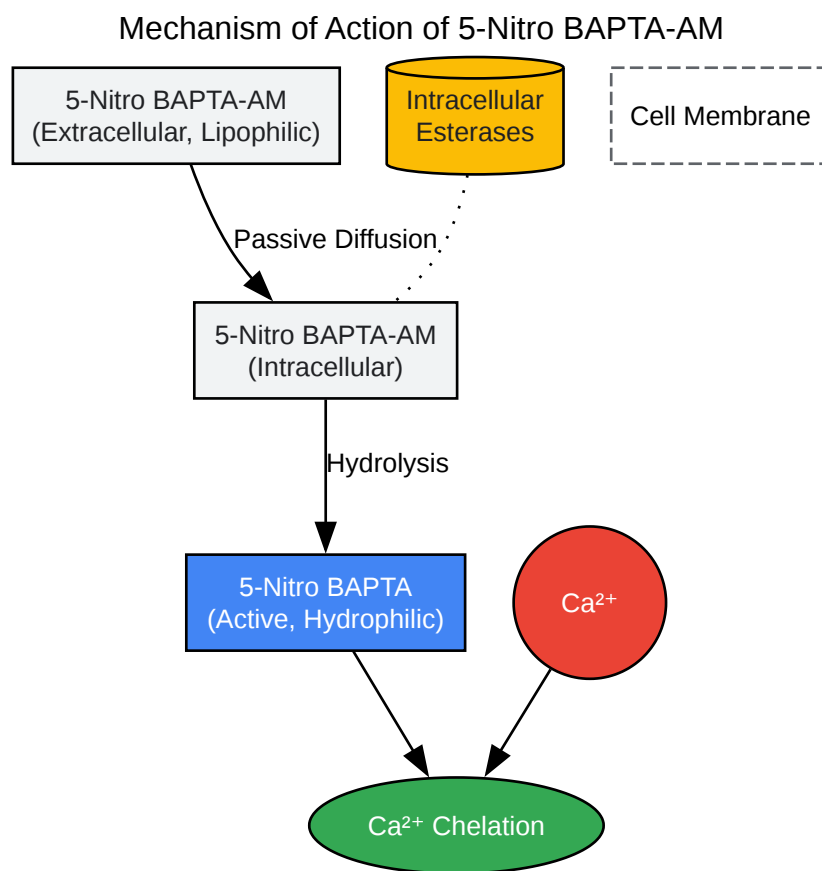 Mechanism of Action of 5-Nitro BAPTA-AM
5-Nitro BAPTA-AM
(Extracellular, Lipophilic)
Intracellular
Esterases
Cell Membrane
Passive Diffusion
5-Nitro BAPTA-AM
(Intracellular)
Hydrolysis
5-Nitro BAPTA
(Active, Hydrophilic)
Ca²⁺
Ca²⁺ Chelation